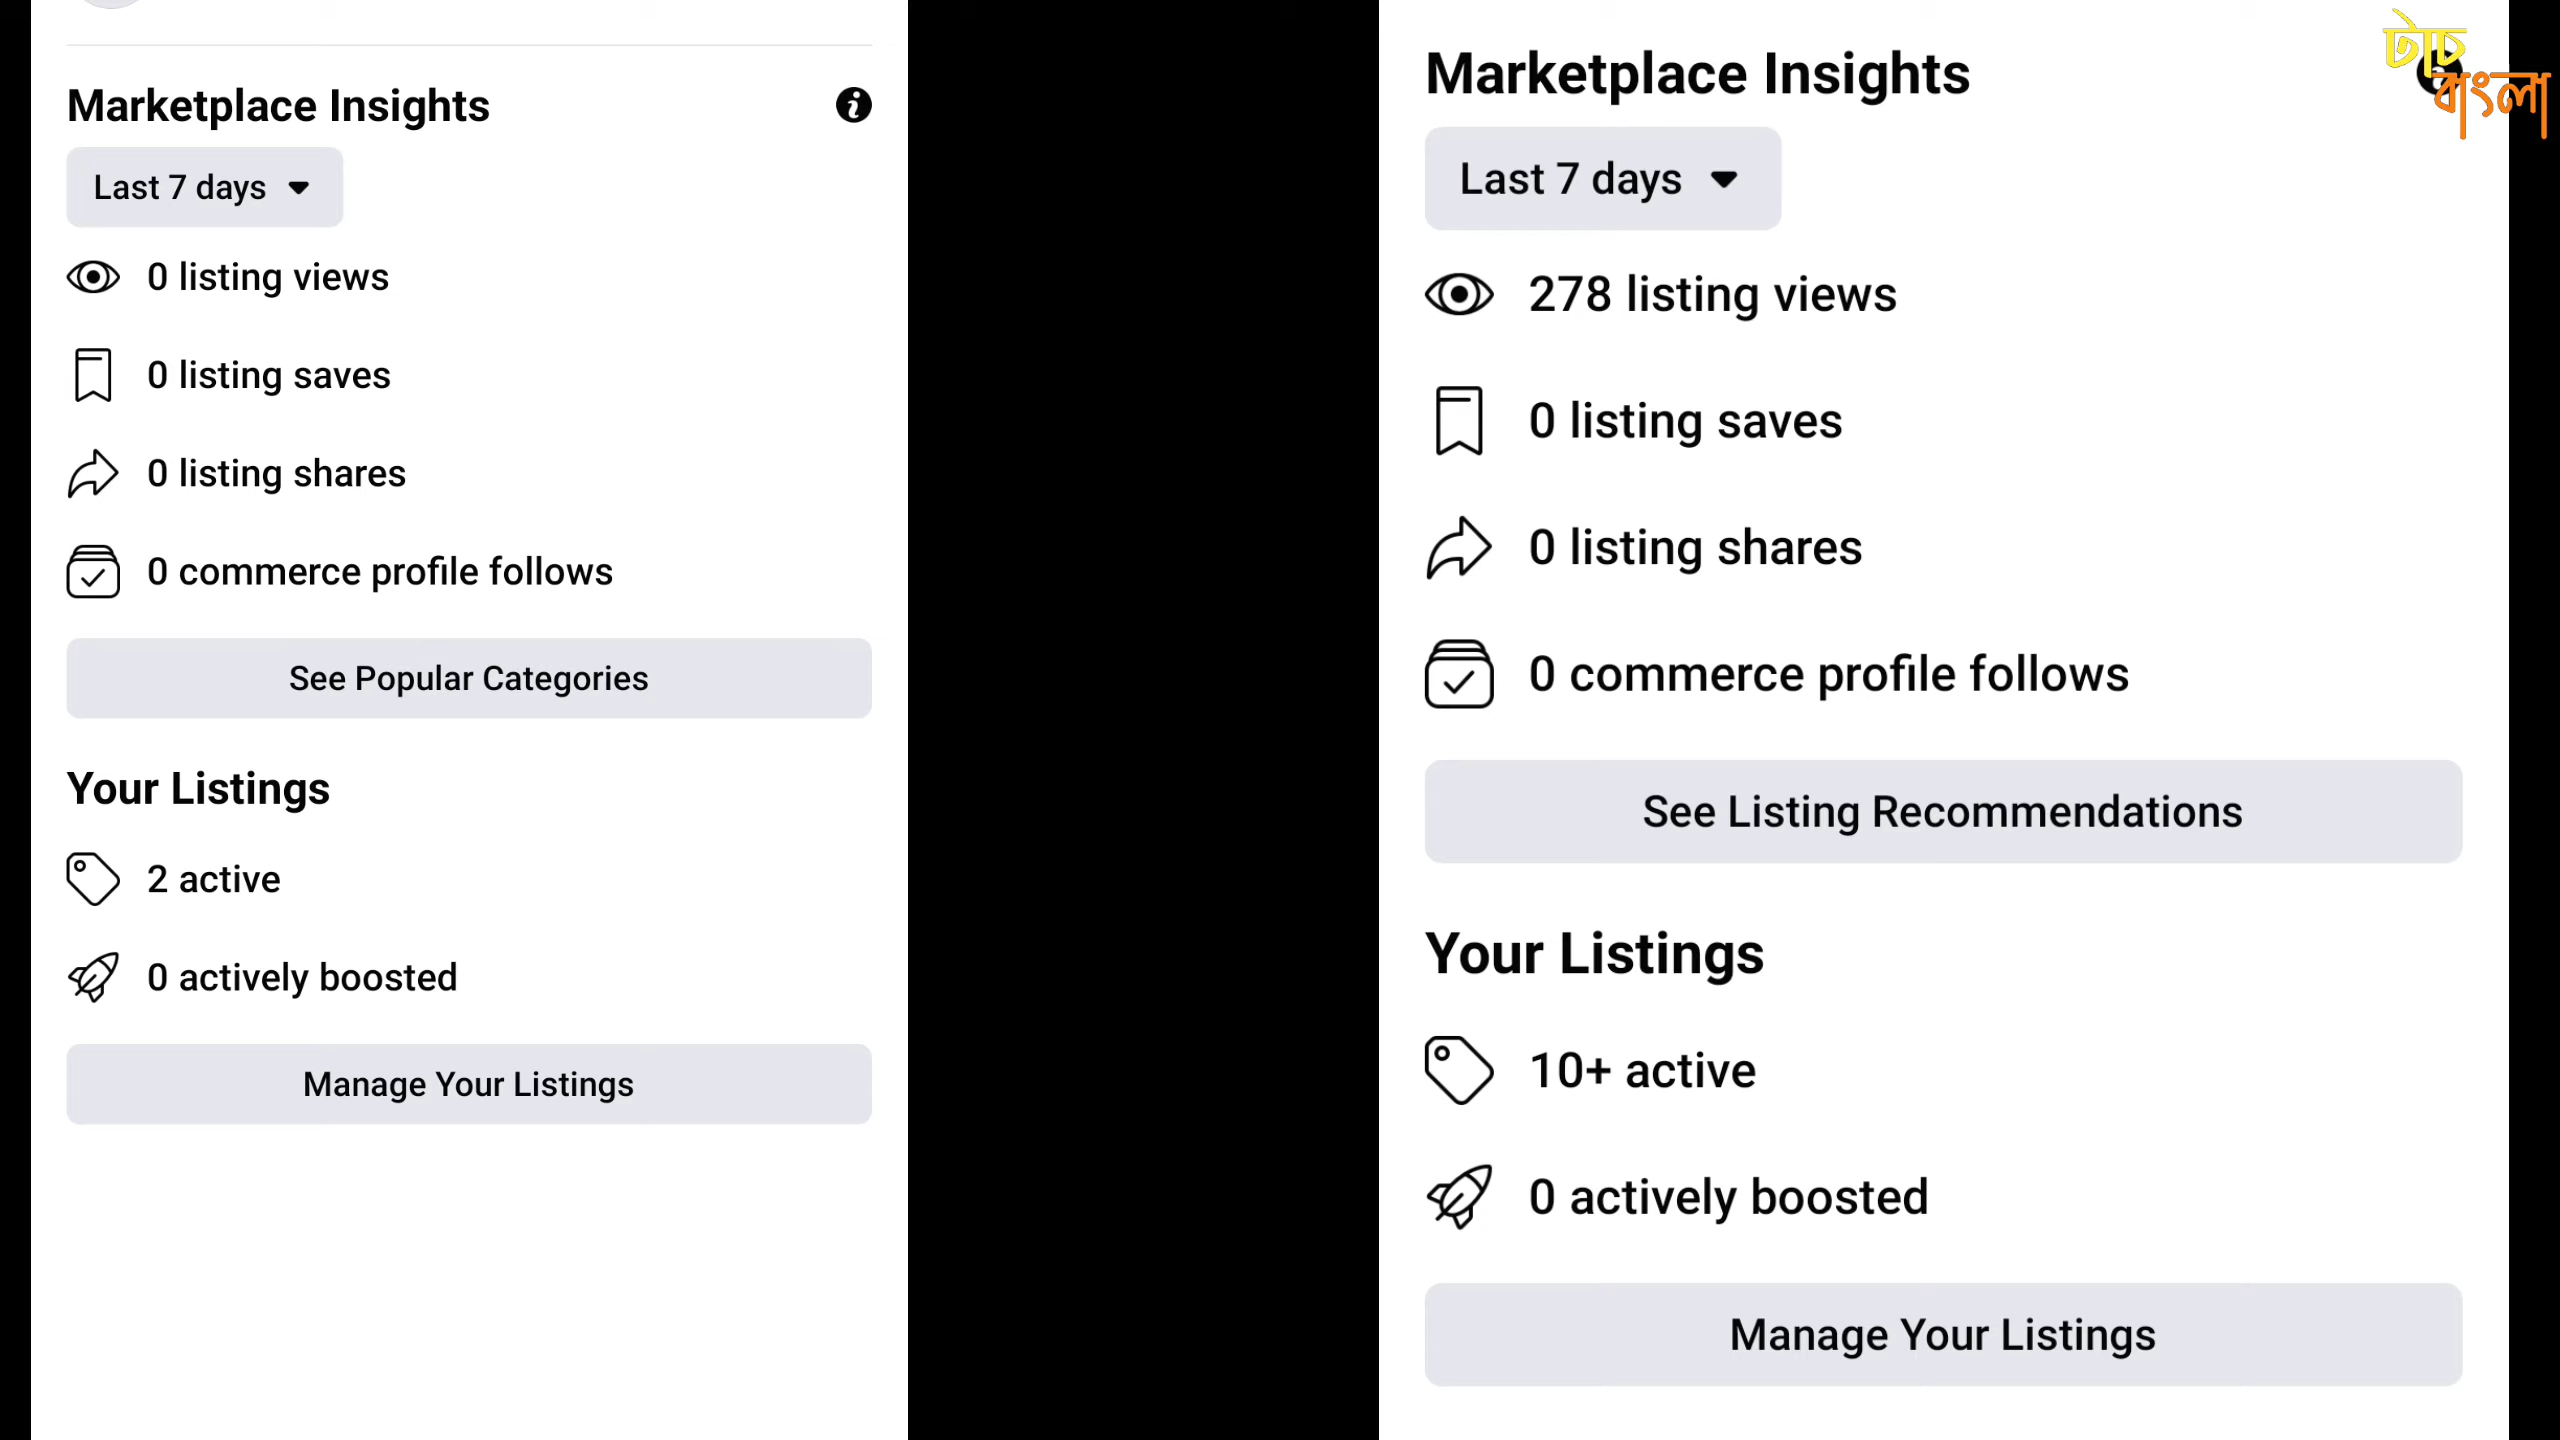 Marketplace Insights
Last 7 days
0 listing views
0 listing saves
0 listing shares
0 commerce profile follows
See Popular Categories
Your Listings
2 active
0 actively boosted
Manage Your Listings
টাচ
বাংলা
Marketplace Insights
Last 7 days
278 listing views
0 listing saves
0 listing shares
0 commerce profile follows
See Listing Recommendations
Your Listings
10+ active
0 actively boosted
Manage Your Listings